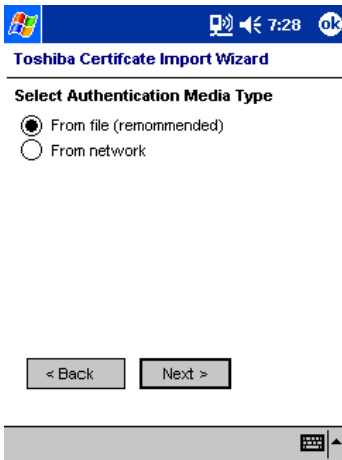 7:28 ok
Toshiba Certifcate Import Wizard
Select Authentication Media Type
From file (remommended)
From network
< Back Next >